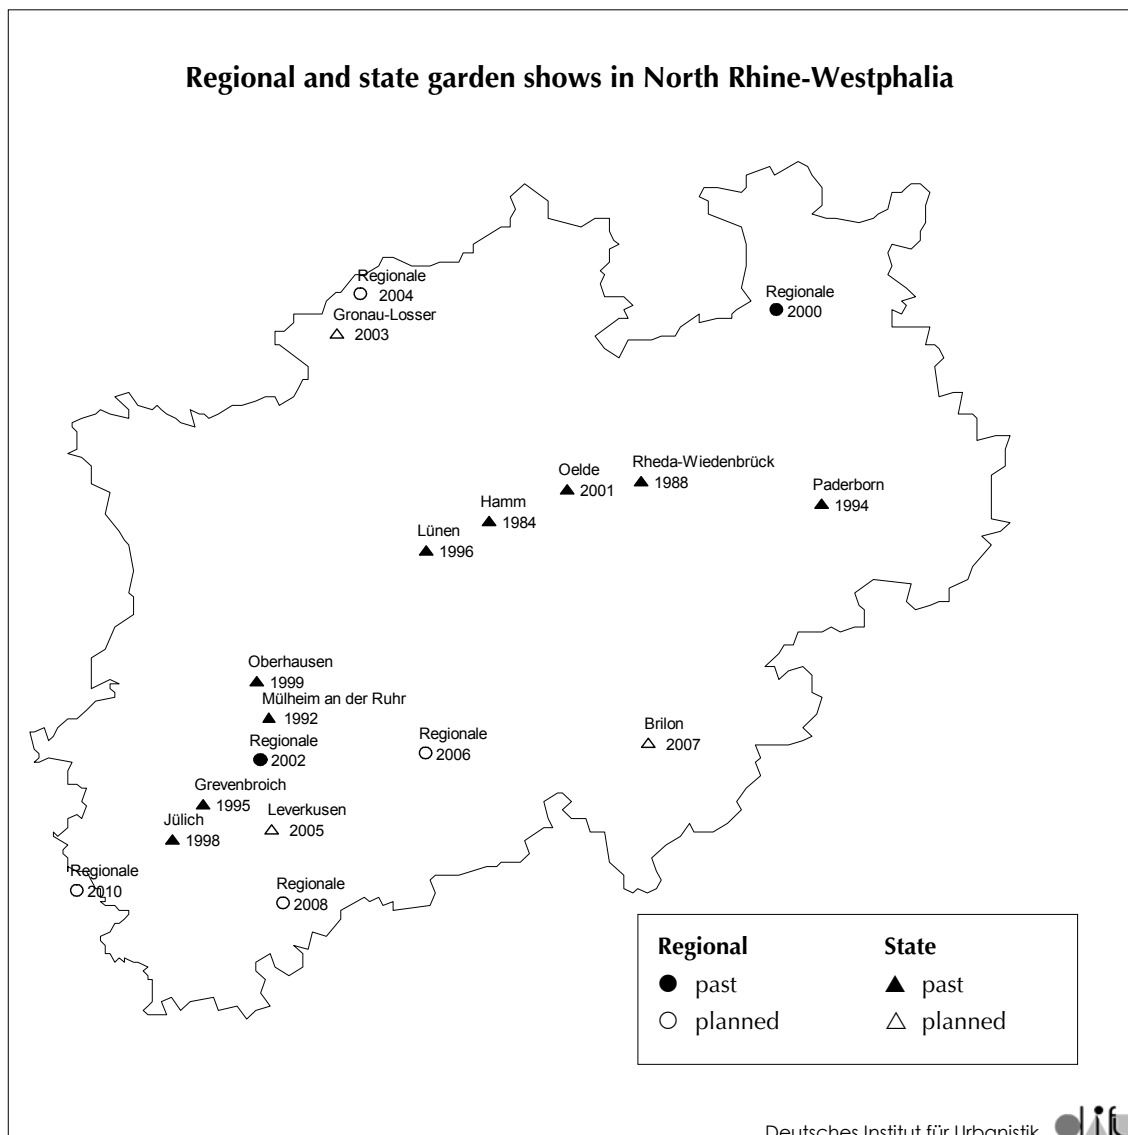 Regional and state garden shows in North Rhine-Westphalia
Regionale
2004
Gronau-Losser
2003
Regionale
2000
Oelde
2001
Rheda-Wiedenbrück
1988
Paderborn
1994
Hamm
1984
Lünen
1996
Oberhausen
1999
Mülheim an der Ruhr
1992
Regionale
2002
Regionale
2006
Brilon
2007
Grevenbroich
1995
Leverkusen
2005
Jülich
1998
Regionale
2010
Regionale
2008
Regional State
past past
planned planned
Deutsches Institut für Urbanistik